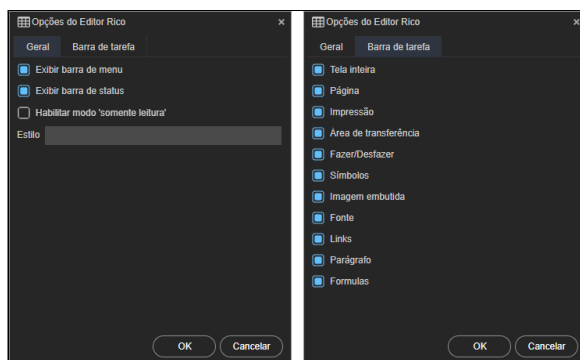 Opções do Editor Rico ×
Geral Barra de tarefa
Exibir barra de menu
Exibir barra de status
Habilitar modo 'somente leitura'
Estilo
OK Cancelar
Opções do Editor Rico ×
Geral Barra de tarefa
Tela inteira
Página
Impressão
Área de transferência
Fazer/Desfazer
Símbolos
Imagem embutida
Fonte
Links
Parágrafo
Formulas
OK Cancelar